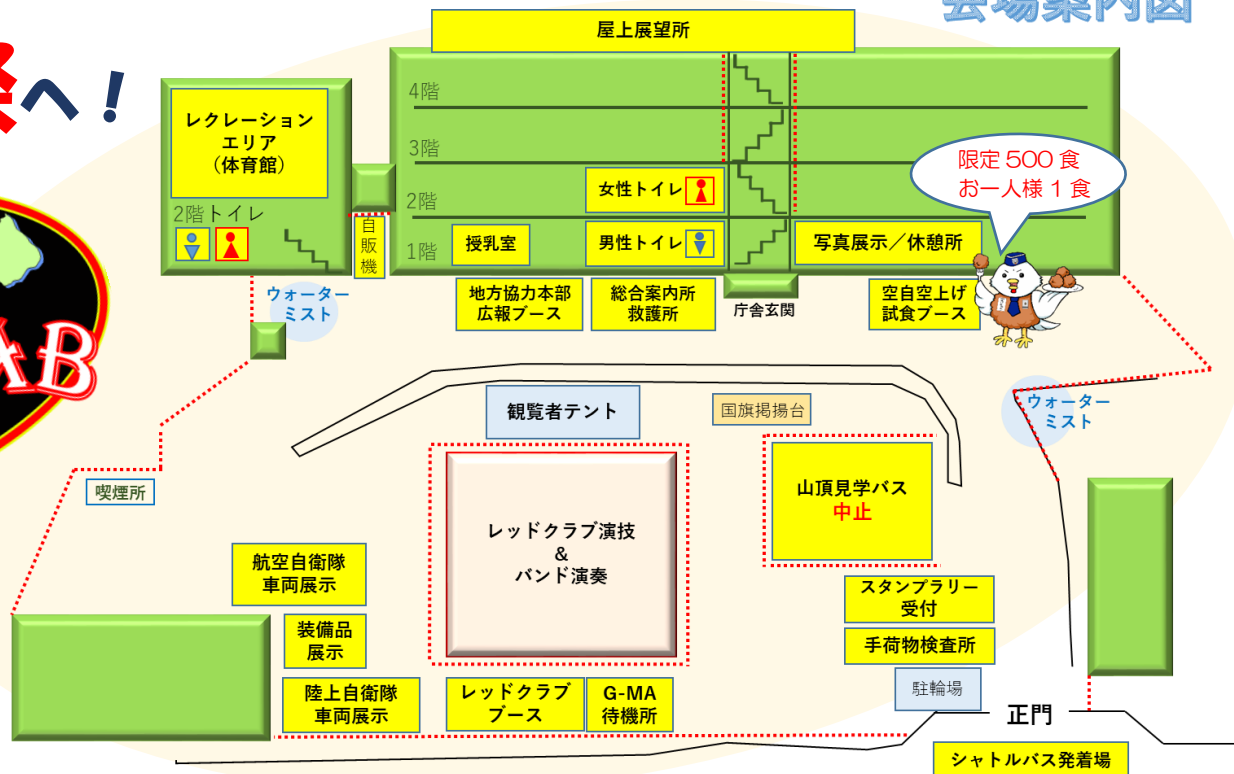 会場案内図
へ！
屋上展望所
4階
3階
2階
1階
レクレーション
エリア
（体育館）
2階トイレ
自
販
機
女性トイレ
男性トイレ
授乳室
写真展示／休憩所
限定500食
お一人様1食
地方協力本部
広報ブース
総合案内所
救護所
庁舎玄関
空自空上げ
試食ブース
ウォーター
ミスト
観覧者テント
国旗掲揚台
ウォーター
ミスト
喫煙所
レッドクラブ演技
&
バンド演奏
山頂見学バス
中止
航空自衛隊
車両展示
装備品
展示
陸上自衛隊
車両展示
レッドクラブ
ブース
G-MA
待機所
スタンプラリー
受付
手荷物検査所
駐輪場
正門
シャトルバス発着場